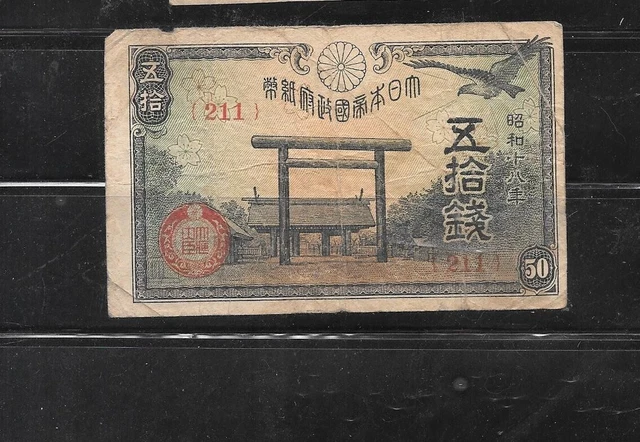 大日本帝國政府紙幣
五拾
{211}
昭和十八年
五拾錢
{211}
50